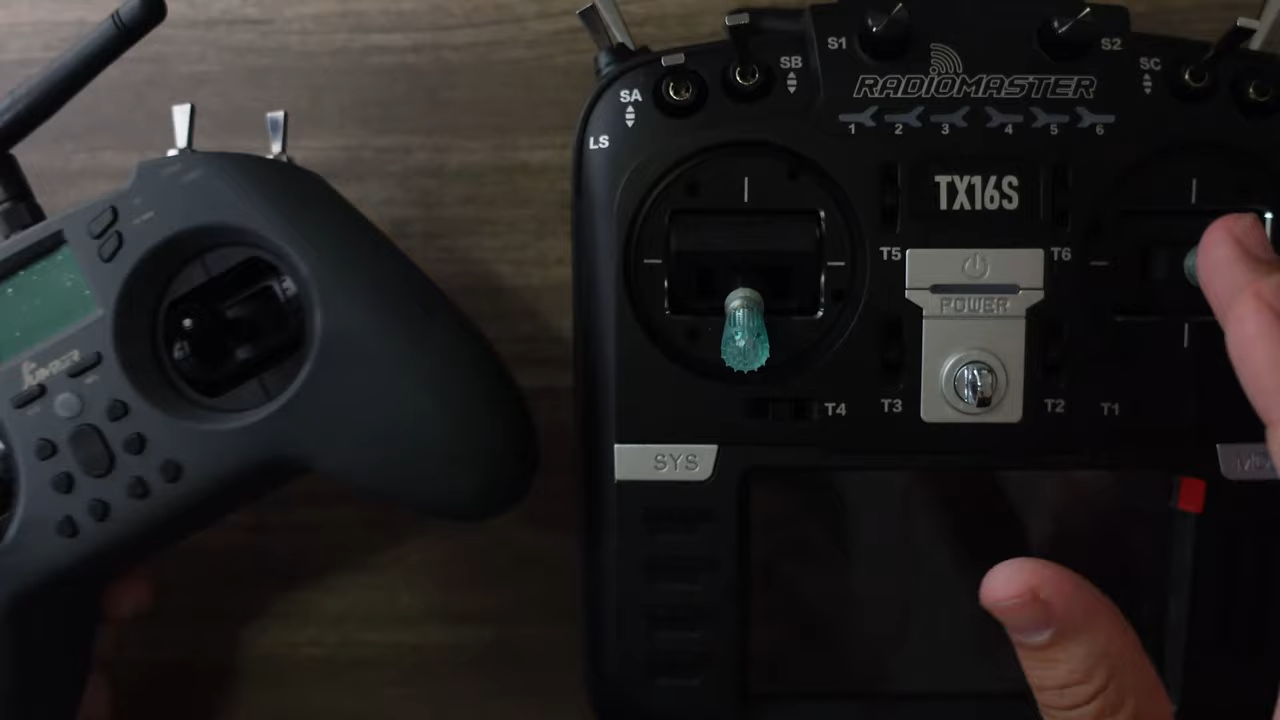 S1
S2
SB
SC
SA
RADIOMASTER
1 2 3 4 5 6
LS
TX16S
T5
T6
POWER
T4
T3
T2
T1
SYS